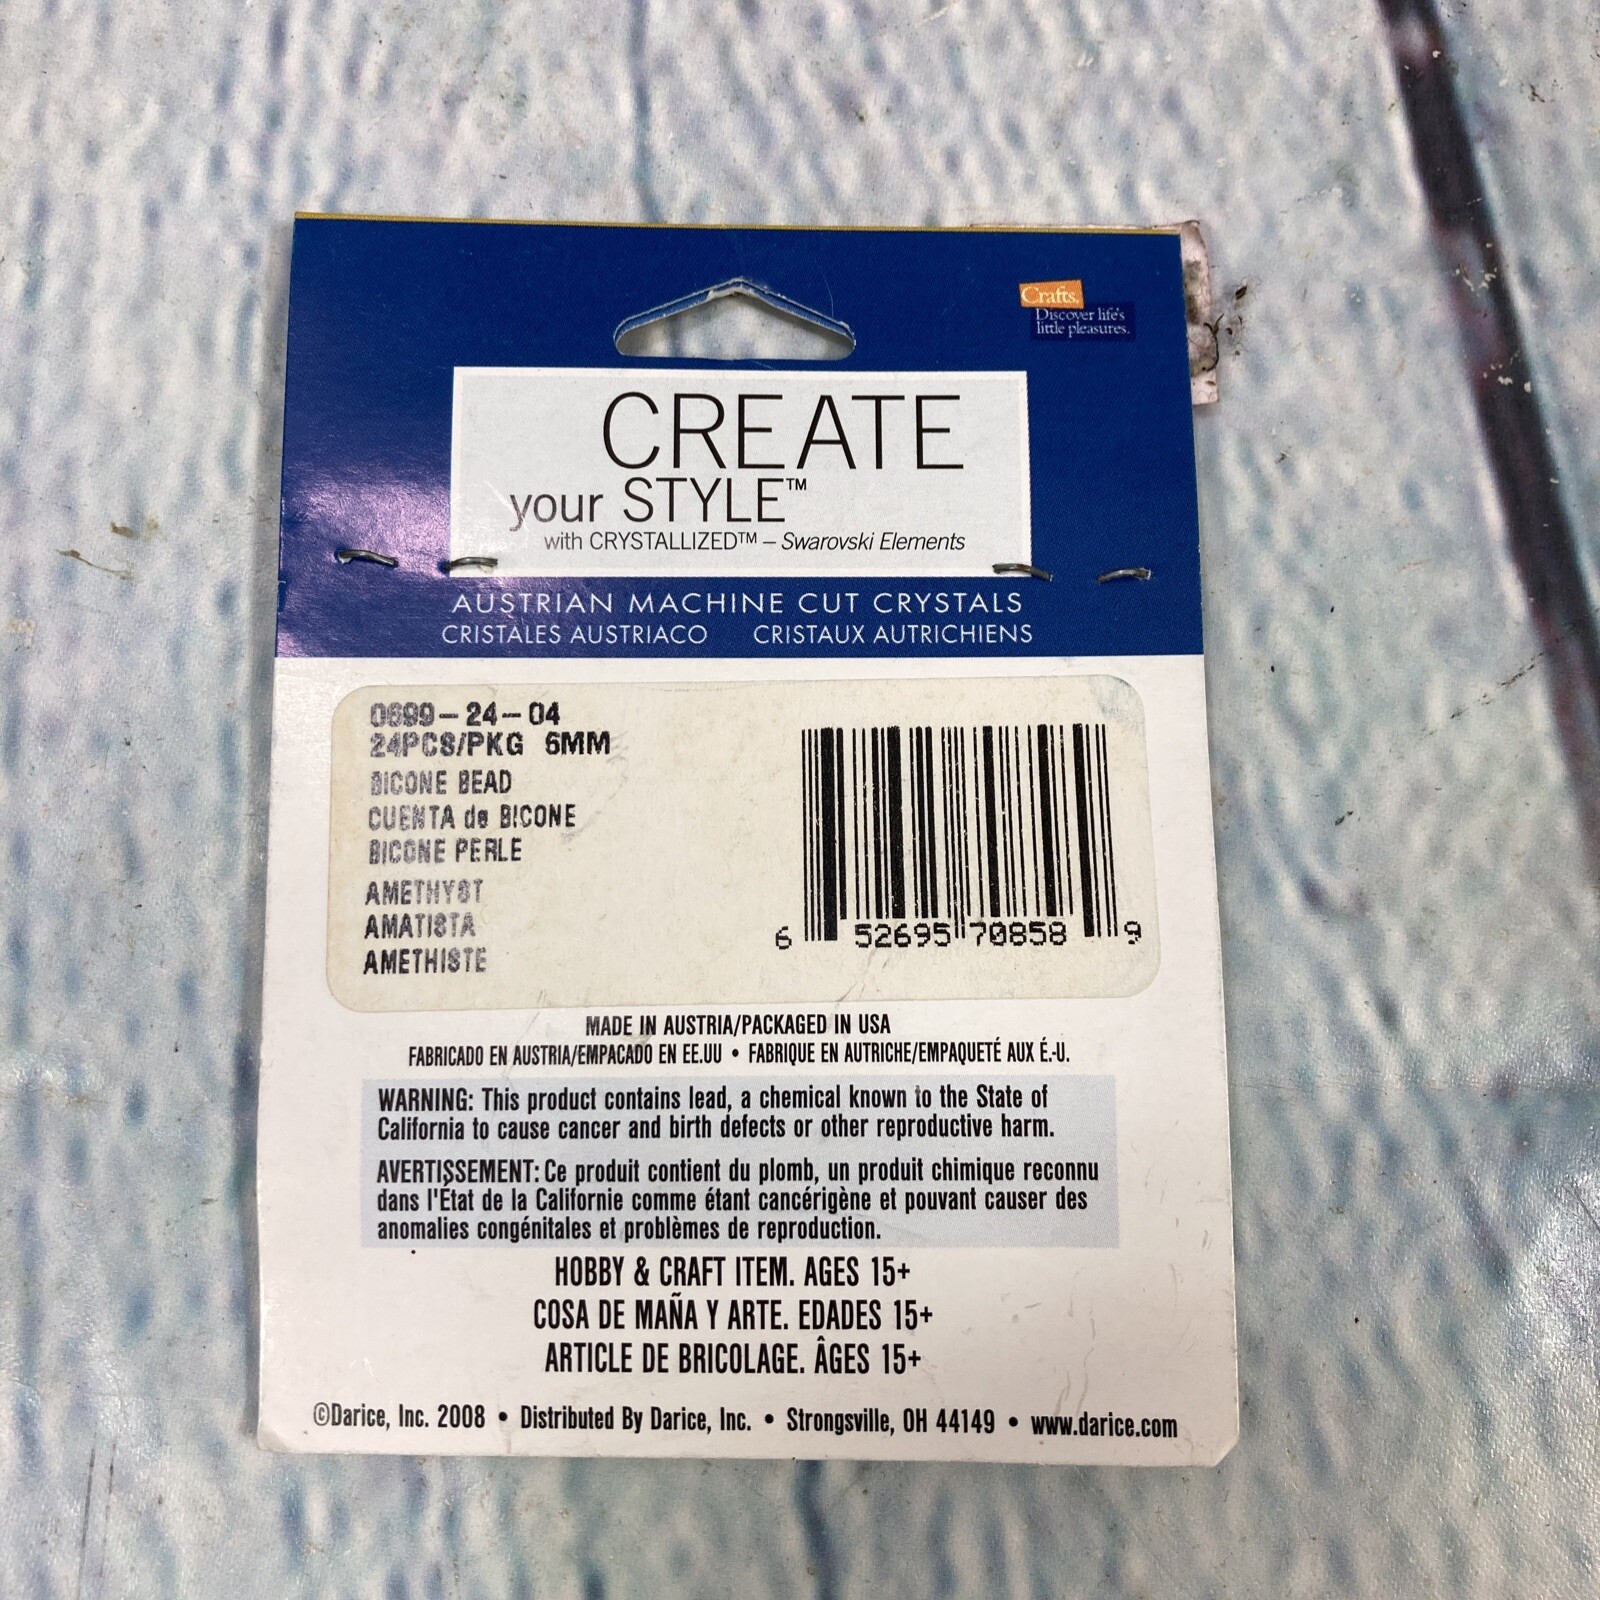 Crafts.
Discover life's
little pleasures.
CREATE
your STYLE™
with CRYSTALLIZED™ – Swarovski Elements
AUSTRIAN MACHINE CUT CRYSTALS
CRISTALES AUSTRIACO CRISTAUX AUTRICHIENS
0699-24-04
24PCS/PKG 6MM
BICONE BEAD
CUENTA de BICONE
BICONE PERLE
AMETHYST
AMATISTA
AMETHISTE
6 52695 70858 9
MADE IN AUSTRIA/PACKAGED IN USA
FABRICADO EN AUSTRIA/EMPACADO EN EE.UU • FABRIQUE EN AUTRICHE/EMPAQUETÉ AUX É.-U.
WARNING: This product contains lead, a chemical known to the State of
California to cause cancer and birth defects or other reproductive harm.
AVERTISSEMENT: Ce produit contient du plomb, un produit chimique reconnu
dans l'État de la Californie comme étant cancérigène et pouvant causer des
anomalies congénitales et problèmes de reproduction.
HOBBY & CRAFT ITEM. AGES 15+
COSA DE MAÑA Y ARTE. EDADES 15+
ARTICLE DE BRICOLAGE. ÂGES 15+
©Darice, Inc. 2008 • Distributed By Darice, Inc. • Strongsville, OH 44149 • www.darice.com